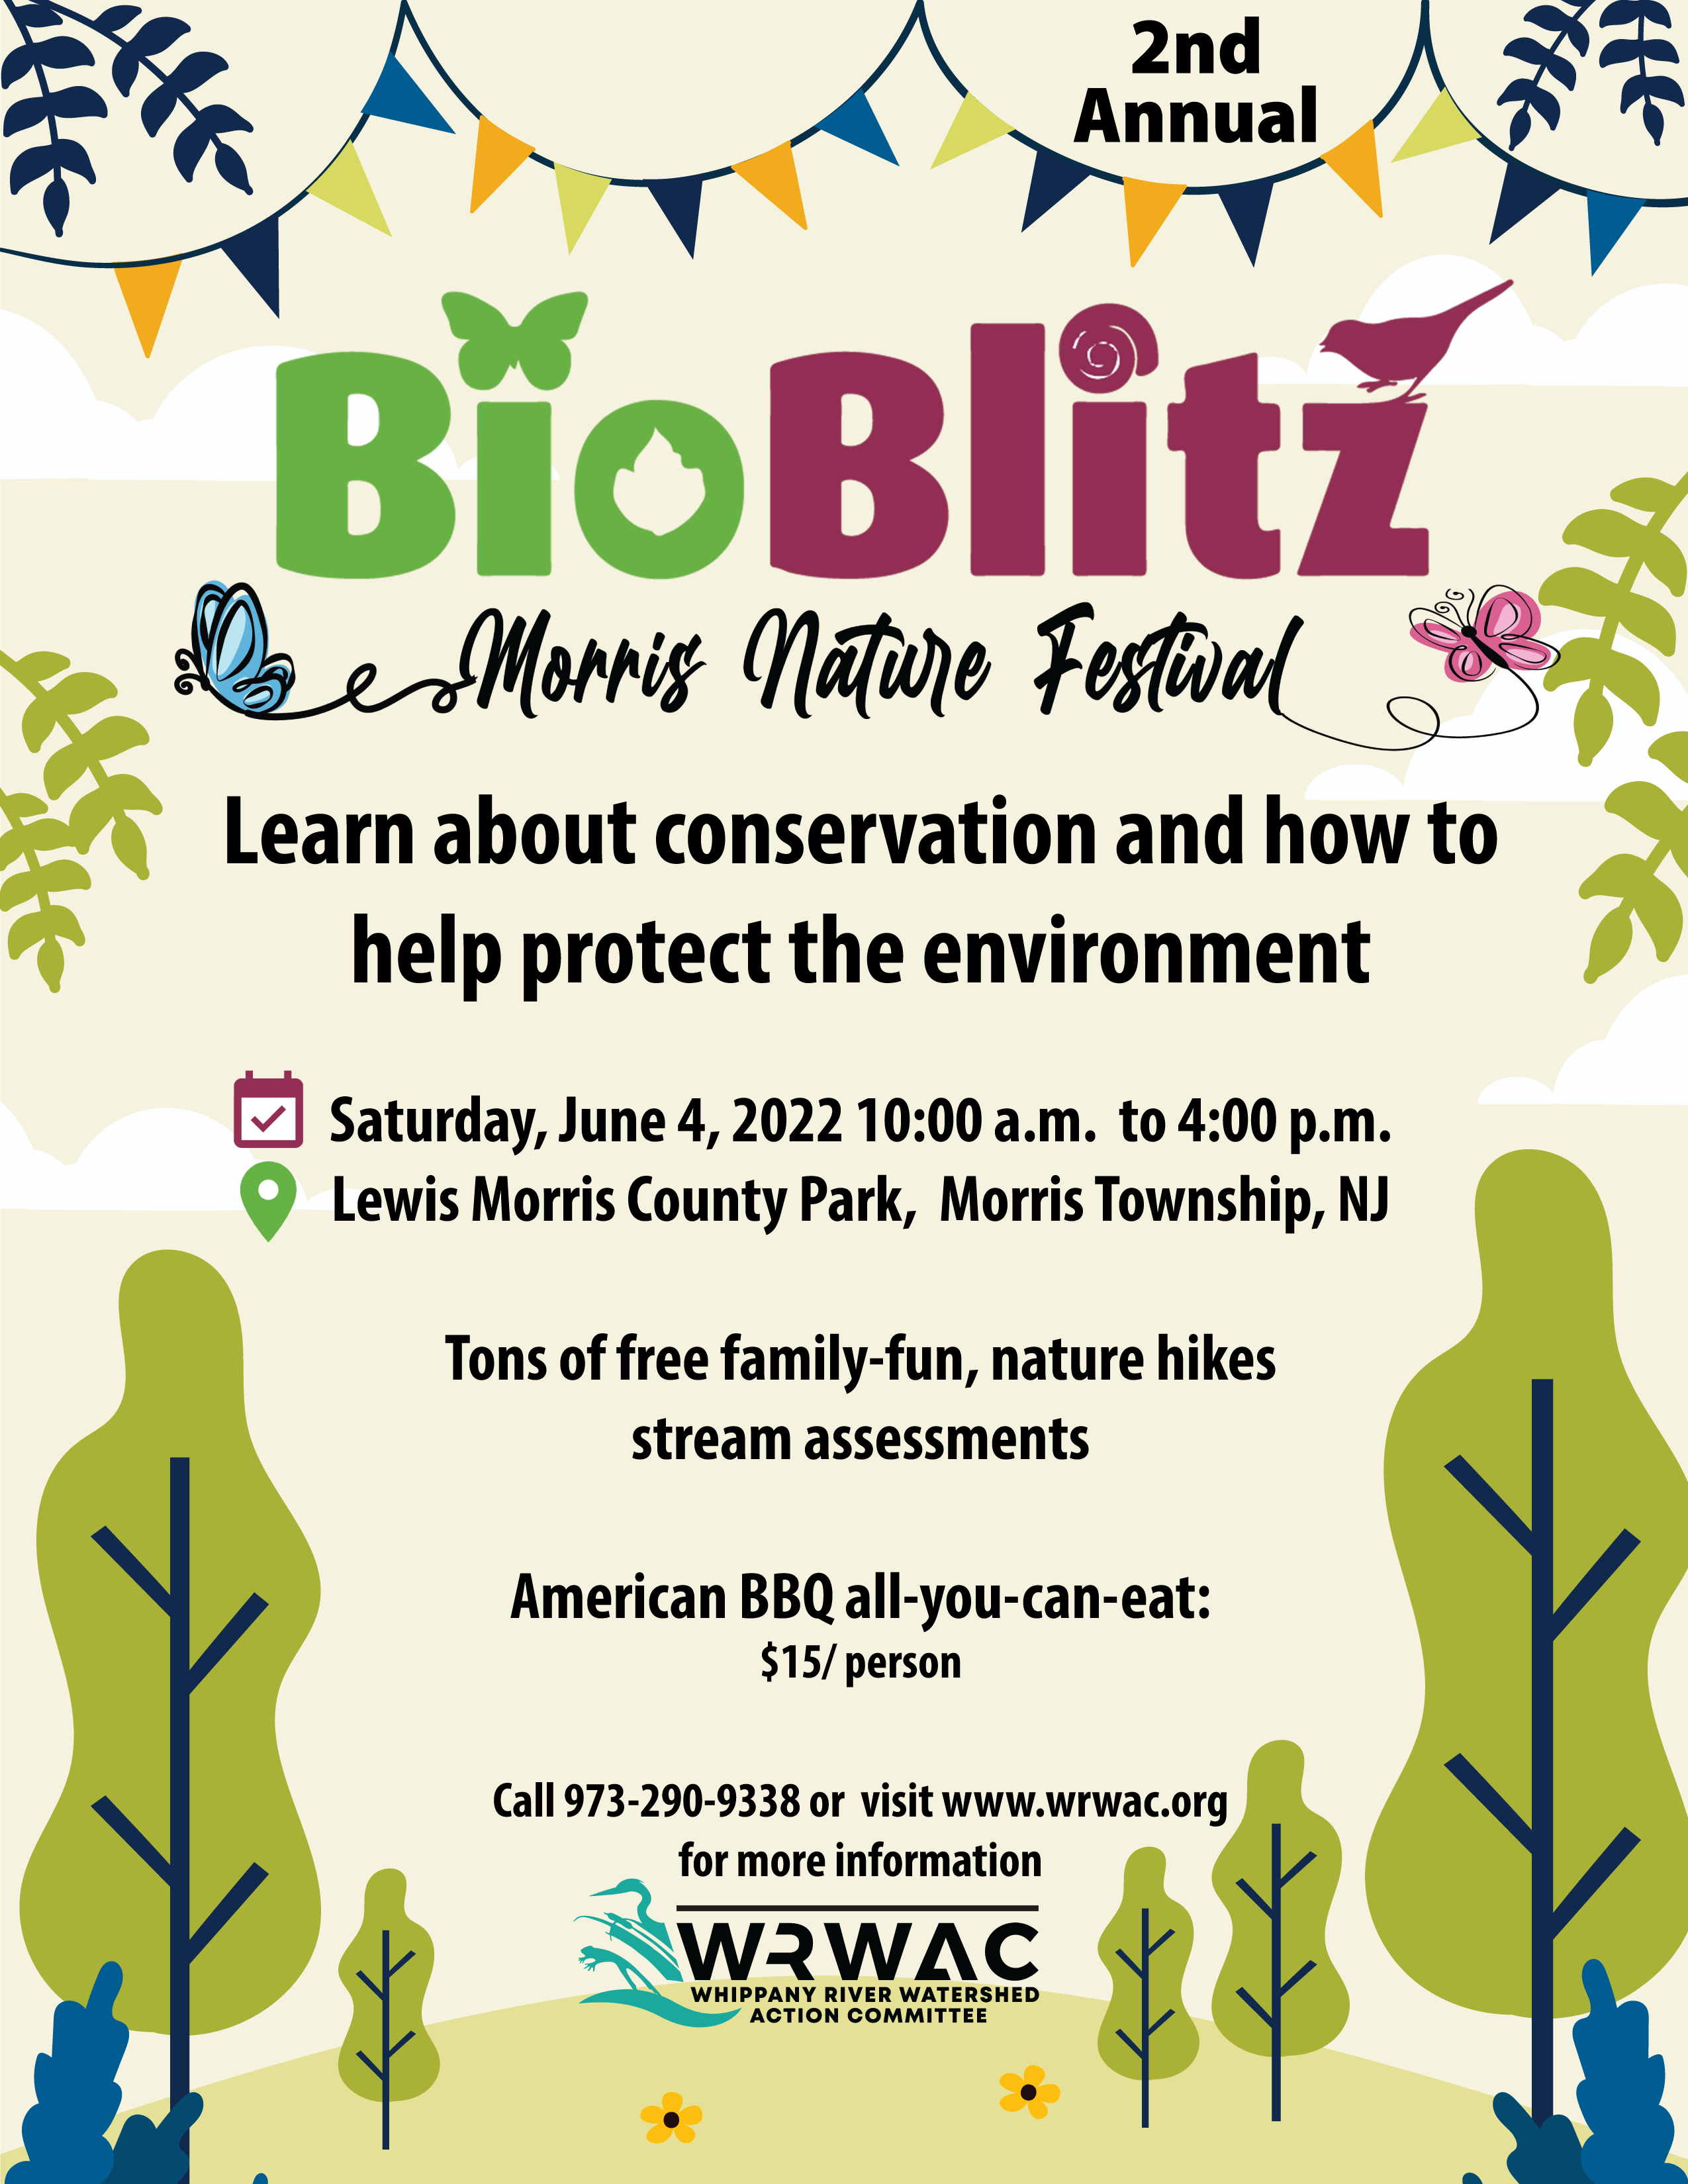 2nd
Annual
BioBlitz
Morris Nature Festival
Learn about conservation and how to
help protect the environment
Saturday, June 4, 2022 10:00 a.m. to 4:00 p.m.
Lewis Morris County Park, Morris Township, NJ
Tons of free family-fun, nature hikes
stream assessments
American BBQ all-you-can-eat:
$15/ person
Call 973-290-9338 or visit www.wrwac.org
for more information
WRWAC
WHIPPANY RIVER WATERSHED
ACTION COMMITTEE